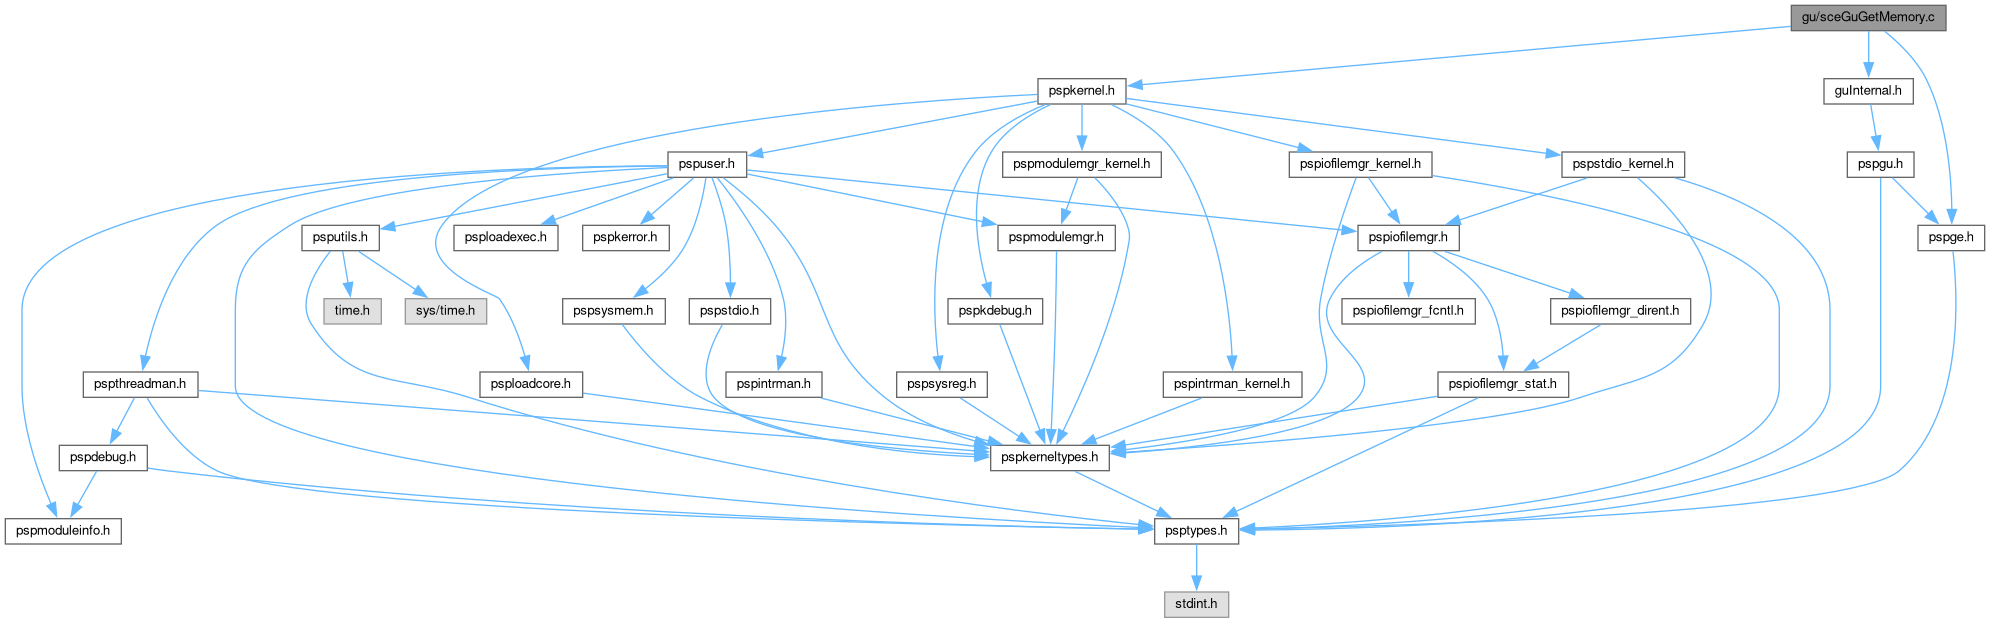 gu/sceGuGetMemory.c
pspkernel.h
guInternal.h
pspuser.h
pspmodulemgr_kernel.h
pspiofilemgr_kernel.h
pspstdio_kernel.h
pspgu.h
psputils.h
psploadexec.h
pspkerror.h
pspmodulemgr.h
pspiofilemgr.h
pspge.h
time.h
sys/time.h
pspsysmem.h
pspstdio.h
pspkdebug.h
pspiofilemgr_fcntl.h
pspiofilemgr_dirent.h
pspthreadman.h
psploadcore.h
pspintrman.h
pspsysreg.h
pspintrman_kernel.h
pspiofilemgr_stat.h
pspdebug.h
pspkerneltypes.h
pspmoduleinfo.h
psptypes.h
stdint.h